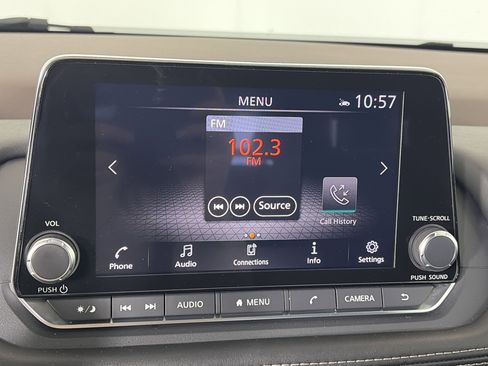 MENU
10:57
FM
102.3
FM
Source
Call History
VOL
TUNE·SCROLL
Phone
Audio
Connections
Info
Settings
PUSH
PUSH SOUND
AUDIO
MENU
CAMERA